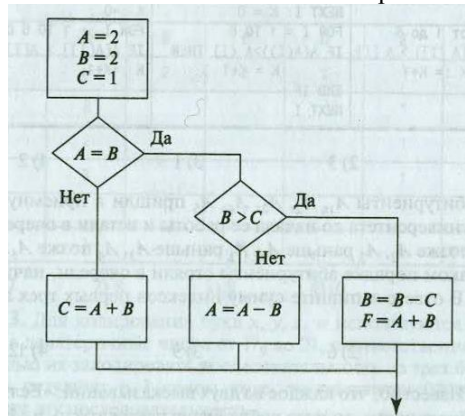 A = 2
B = 2
C = 1
A = B
Да
Нет
B > C
Да
Нет
C = A + B
A = A – B
B = B – C
F = A + B